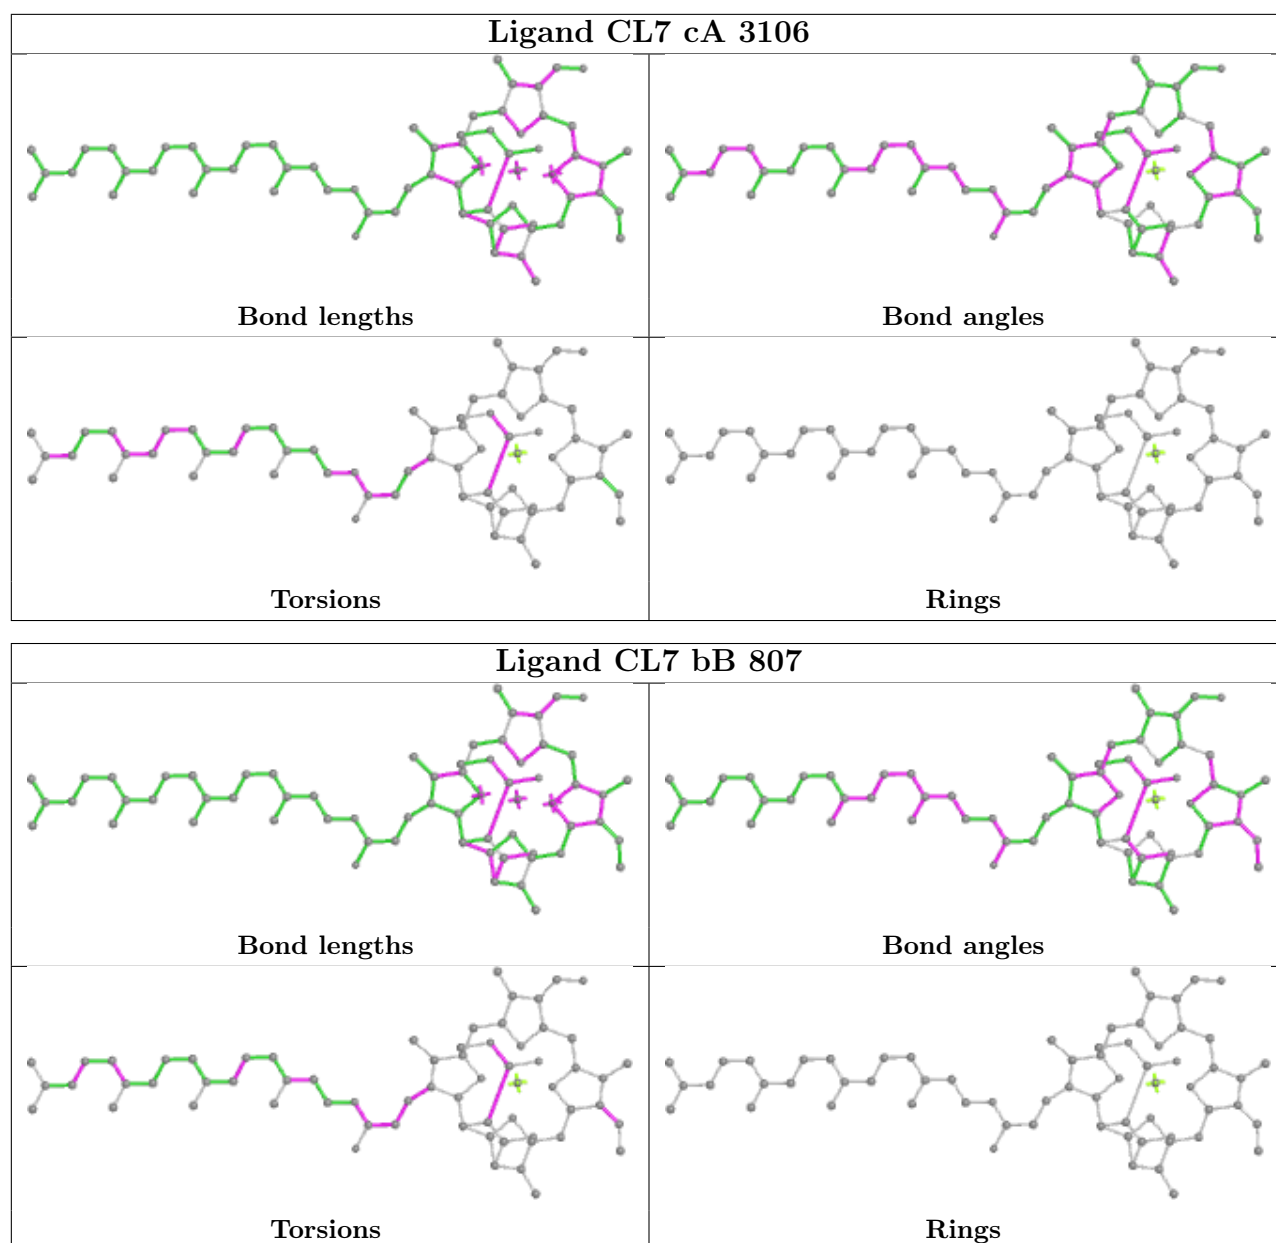 Ligand CL7 cA 3106
Bond lengths
Bond angles
Torsions
Rings
Ligand CL7 bB 807
Bond lengths
Bond angles
Torsions
Rings